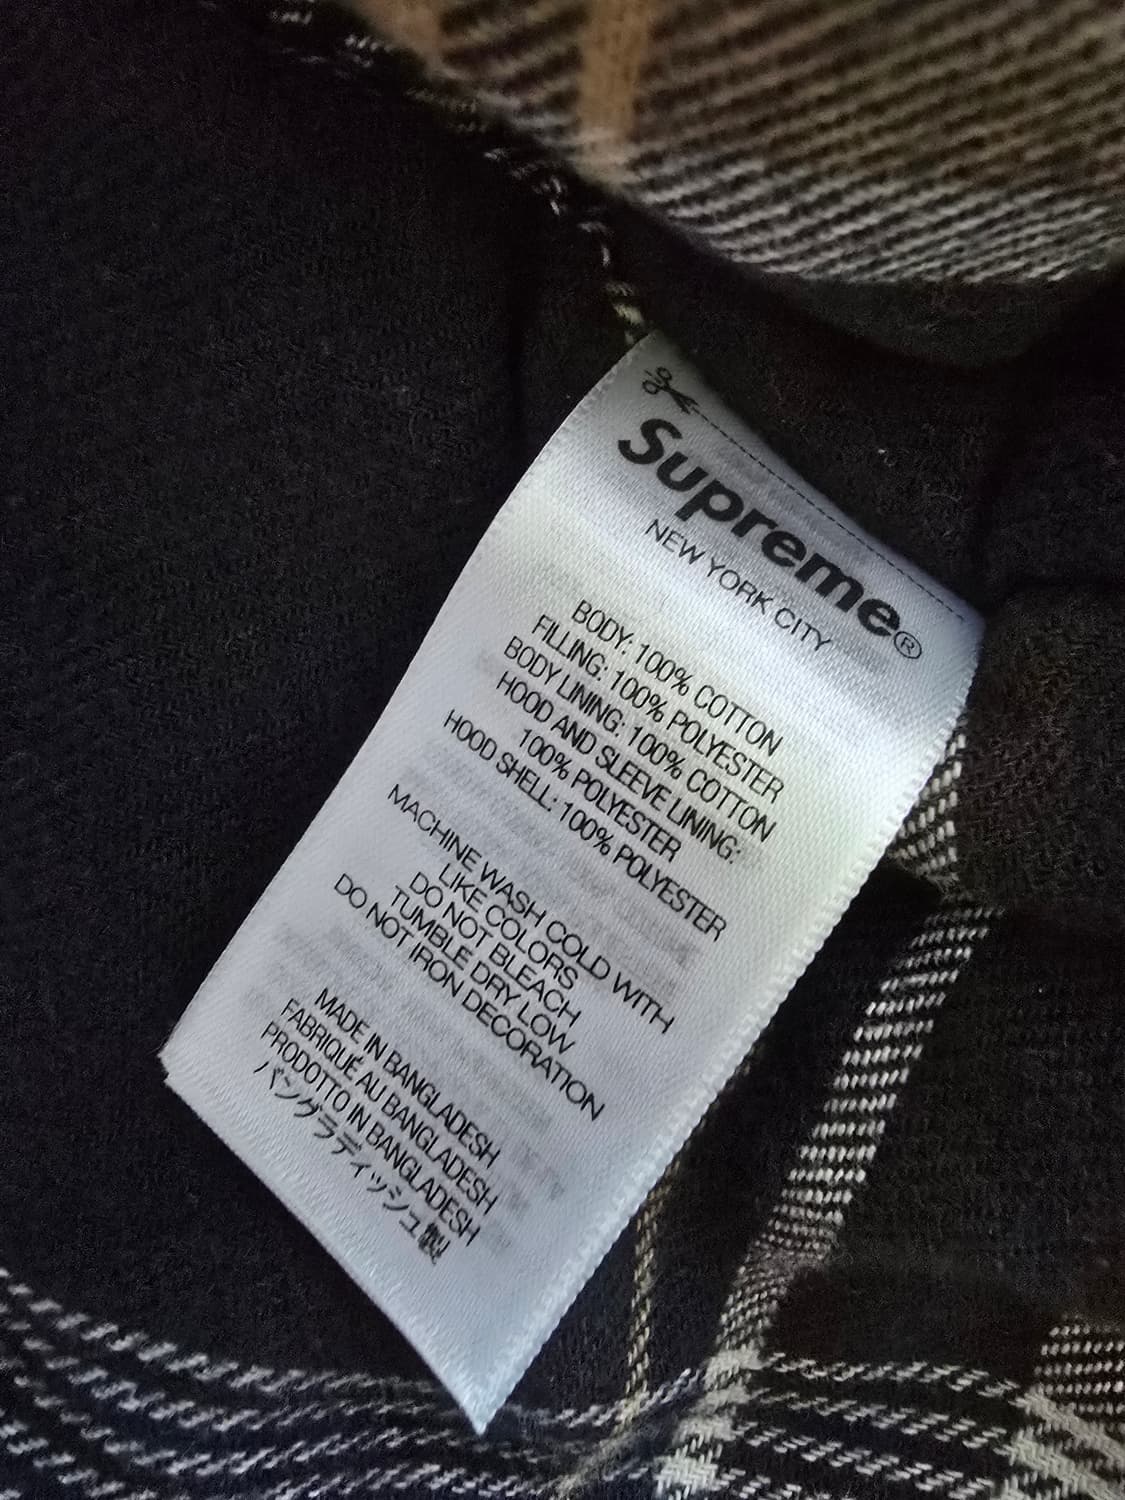 Supreme®
NEW YORK CITY
BODY: 100% COTTON
FILLING: 100% POLYESTER
BODY LINING: 100% COTTON
HOOD AND SLEEVE LINING:
100% POLYESTER
HOOD SHELL: 100% POLYESTER
MACHINE WASH COLD WITH
LIKE COLORS
DO NOT BLEACH
TUMBLE DRY LOW
DO NOT IRON DECORATION
MADE IN BANGLADESH
FABRIQUÉ AU BANGLADESH
PRODOTTO IN BANGLADESH
バングラディッシュ製